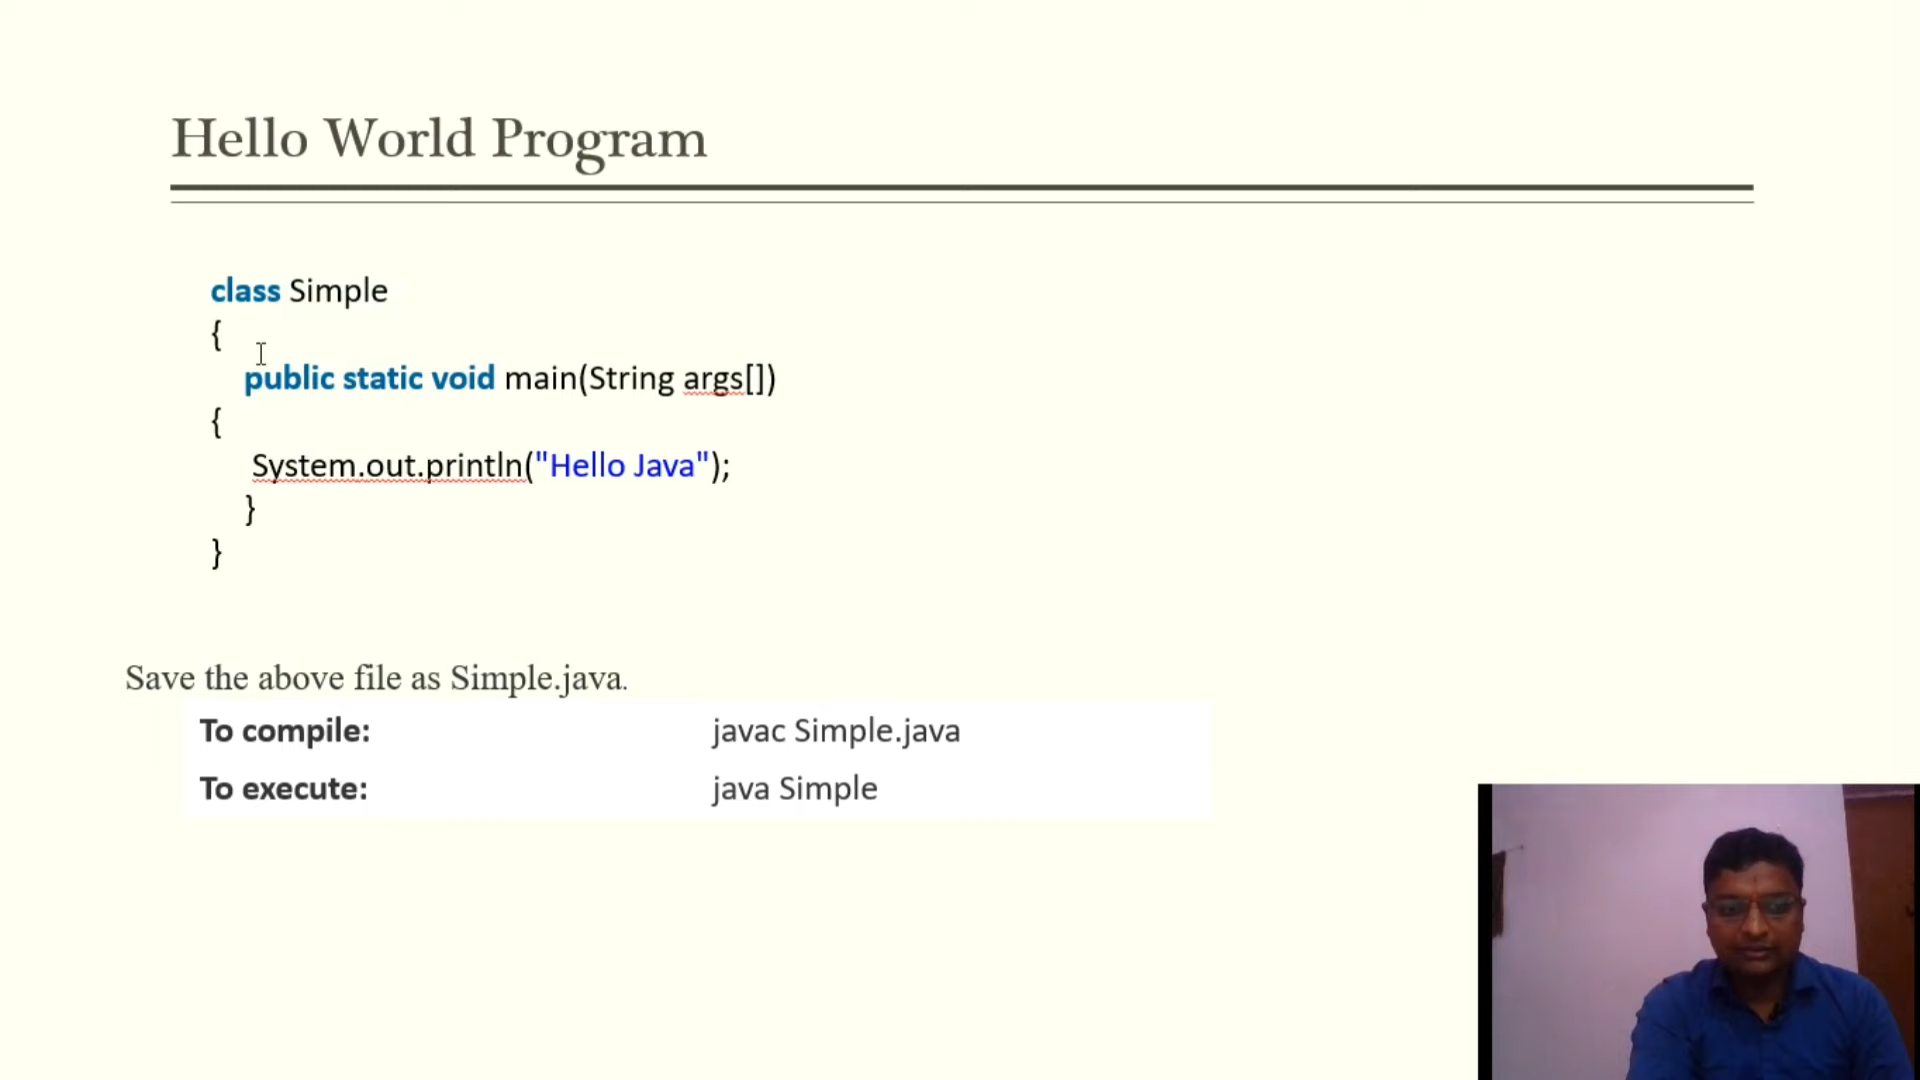 Hello World Program
class Simple
{
public static void main(String args[])
{
System.out.println("Hello Java");
}
}
Save the above file as Simple.java.
To compile: javac Simple.java
To execute: java Simple